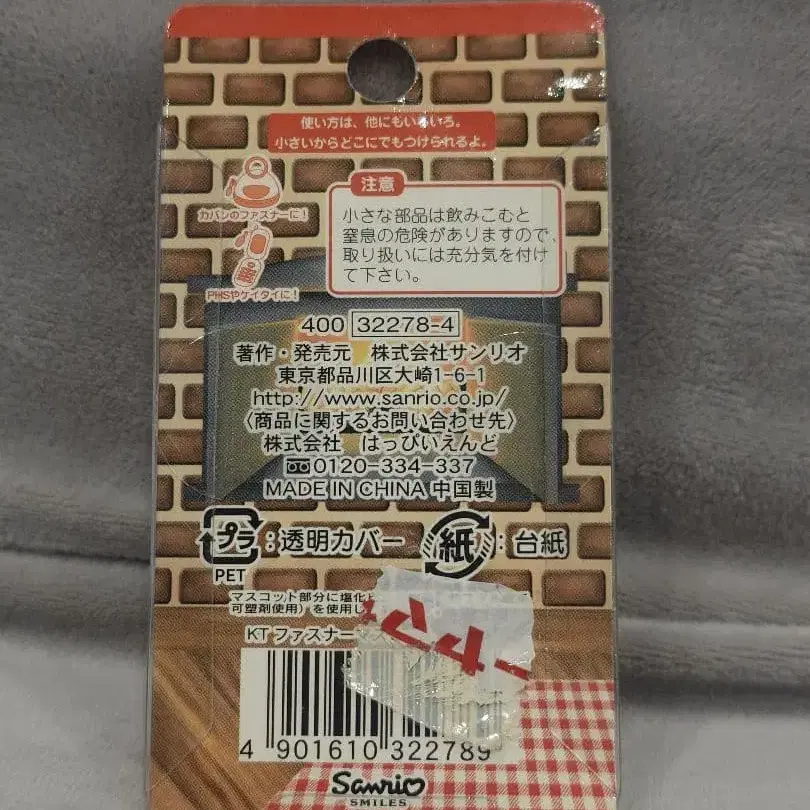 使い方は、他にもいろいろ。
小さいからどこにでもつけられるよ。
カバンのファスナーに!
PHSやケイタイに!
注意
小さな部品は飲みこむと
窒息の危険がありますので、
取り扱いには充分気を付け
て下さい。
400 32278-4
著作・発売元 株式会社サンリオ
東京都品川区大崎1-6-1
http://www.sanrio.co.jp/
〈商品に関するお問い合わせ先〉
株式会社 はっぴいえんど
0120-334-337
MADE IN CHINA 中国製
プラ:透明カバー 紙:台紙
PET
マスコット部分に塩化ビ
可塑剤使用)を使用し
KT ファスナー
ヤマ
4 901610 322789
Sanrio
SMILES